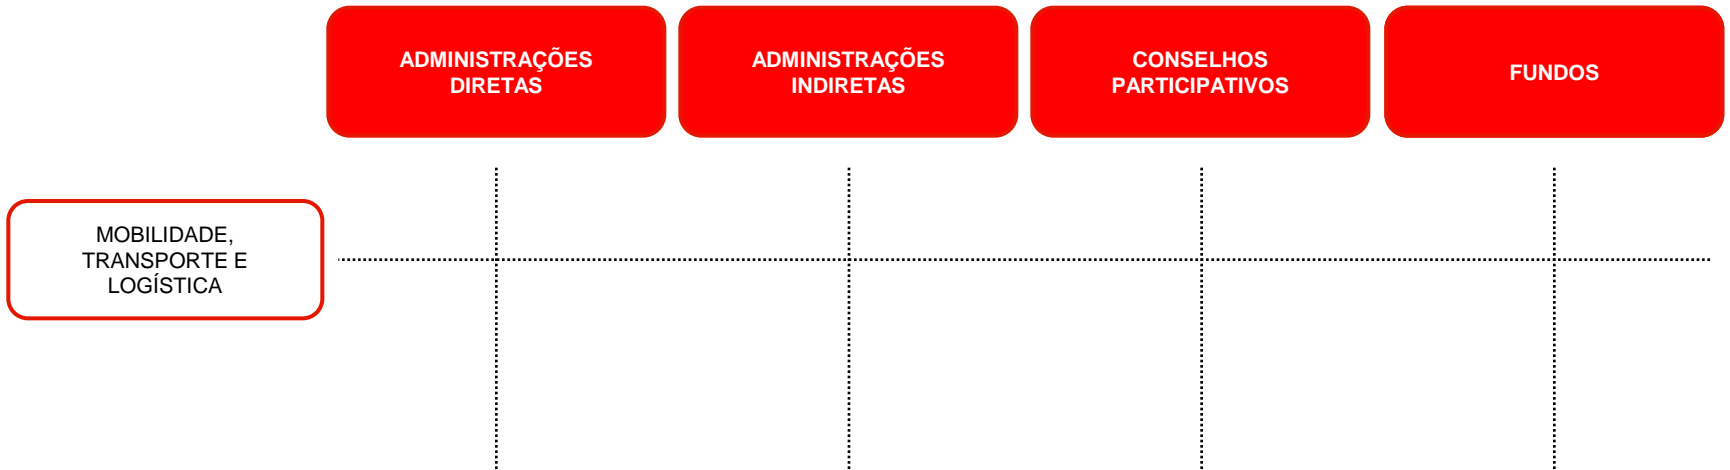 ADMINISTRAÇÕES
DIRETAS
ADMINISTRAÇÕES
INDIRETAS
CONSELHOS
PARTICIPATIVOS
FUNDOS
MOBILIDADE,
TRANSPORTE E
LOGÍSTICA